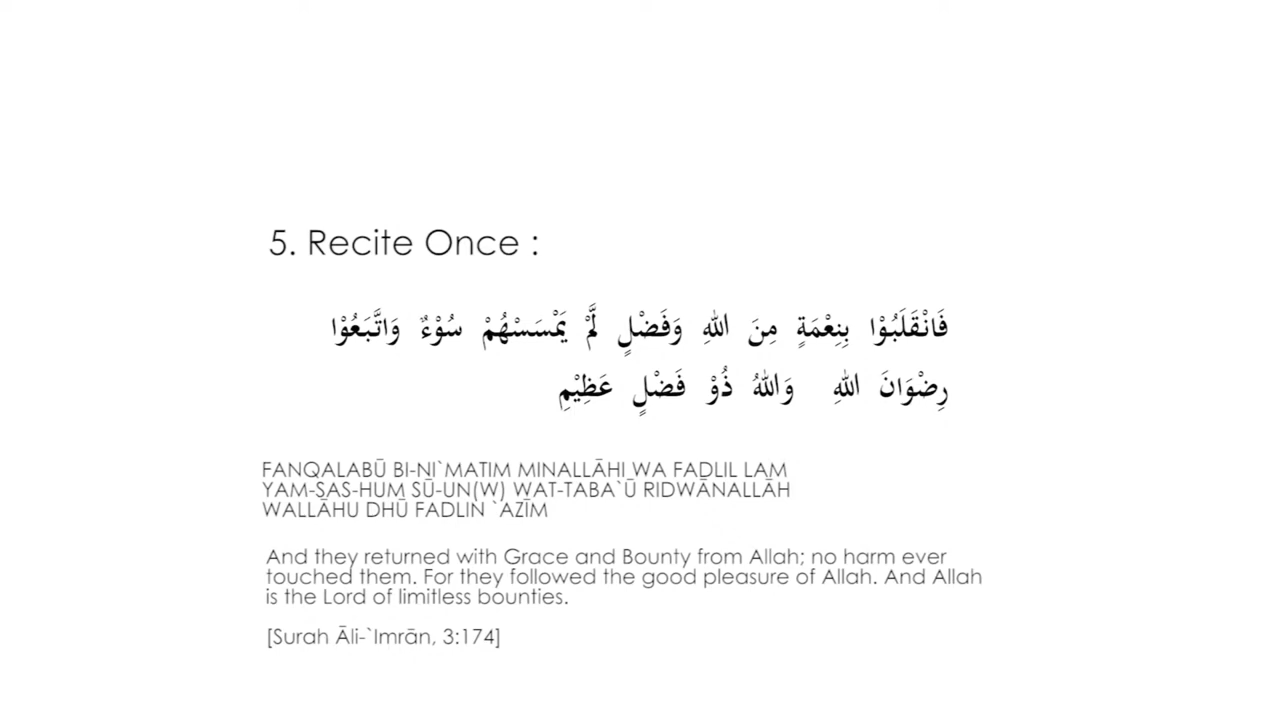 5. Recite Once :
فَانْقَلَبُوْا بِنِعْمَةٍ مِنَ اللهِ وَفَضْلٍ لَّمْ يَمْسَسْهُمْ سُوْءٌ وَاتَّبَعُوْا
رِضْوَانَ اللهِ وَاللهُ ذُوْ فَضْلٍ عَظِيْمِ
FANQALABŪ BI-NI`MATIM MINALLĀHI WA FADLIL LAM
YAM-SAS-HUM SŪ-UN(W) WAT-TABA`Ū RIDWĀNALLĀH
WALLĀHU DHŪ FADLIN `AZĪM
And they returned with Grace and Bounty from Allah; no harm ever
touched them. For they followed the good pleasure of Allah. And Allah
is the Lord of limitless bounties.
[Surah Āli-`Imrān, 3:174]